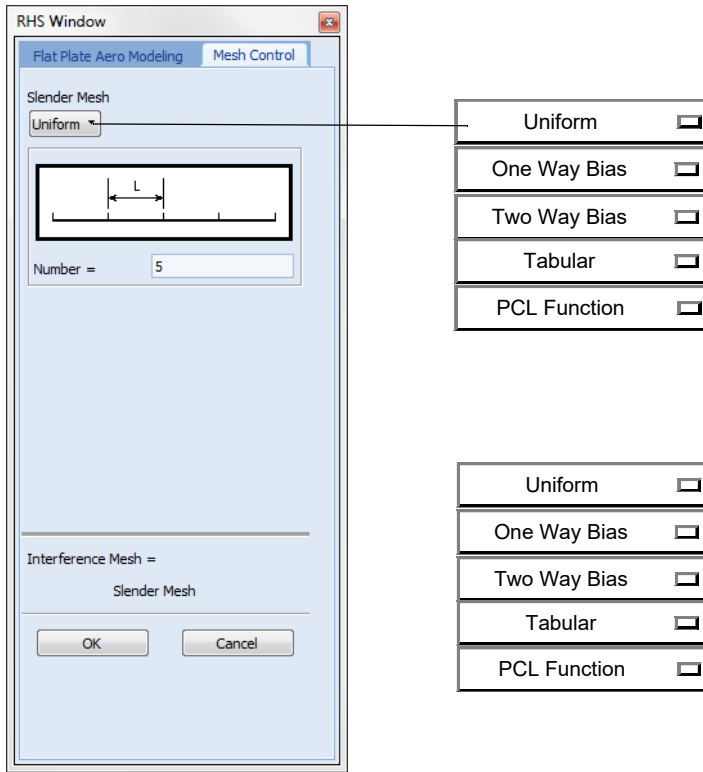 RHS Window
Flat Plate Aero Modeling Mesh Control
Slender Mesh
Uniform
L
Number = 5
Interference Mesh =
Slender Mesh
OK Cancel
Uniform
One Way Bias
Two Way Bias
Tabular
PCL Function
Uniform
One Way Bias
Two Way Bias
Tabular
PCL Function